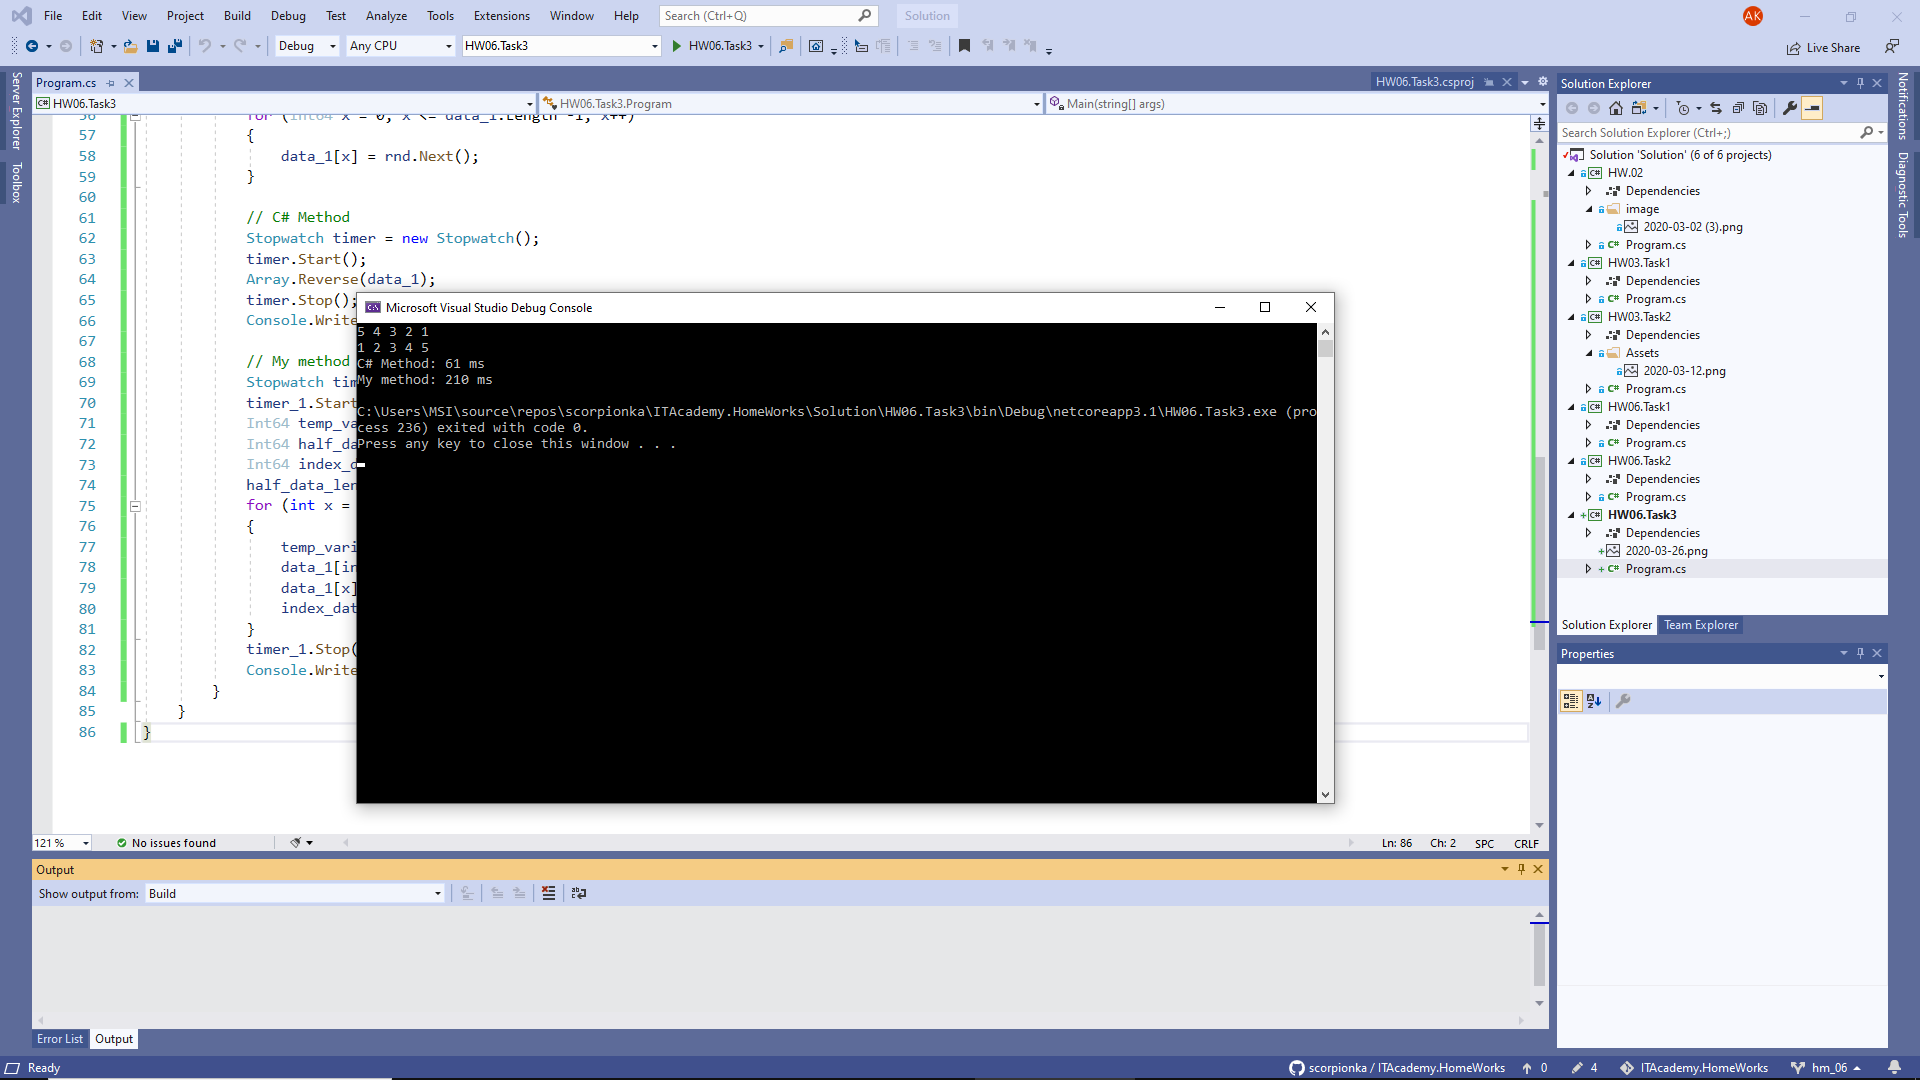 File Edit View Project Build Debug Test Analyze Tools Extensions Window Help Search (Ctrl+Q) Solution AK
Debug Any CPU HW06.Task3 HW06.Task3 Live Share
Server Explorer
Toolbox
Program.cs HW06.Task3.csproj
HW06.Task3 HW06.Task3.Program Main(string[] args)
56 for (Int64 x = 0; x <= data_1.Length -1; x++)
57 {
58 data_1[x] = rnd.Next();
59 }
60
61 // C# Method
62 Stopwatch timer = new Stopwatch();
63 timer.Start();
64 Array.Reverse(data_1);
65 timer.Stop();
66 Console.Write
67
68 // My method
69 Stopwatch tim
70 timer_1.Start
71 Int64 temp_va
72 Int64 half_da
73 Int64 index_d
74 half_data_len
75 for (int x =
76 {
77 temp_vari
78 data_1[in
79 data_1[x]
80 index_dat
81 }
82 timer_1.Stop(
83 Console.Write
84 }
85 }
86 }
Microsoft Visual Studio Debug Console
5 4 3 2 1
1 2 3 4 5
C# Method: 61 ms
My method: 210 ms
C:\Users\MSI\source\repos\scorpionka\ITAcademy.HomeWorks\Solution\HW06.Task3\bin\Debug\netcoreapp3.1\HW06.Task3.exe (pro
cess 236) exited with code 0.
Press any key to close this window . . .
121 % No issues found Ln: 86 Ch: 2 SPC CRLF
Output
Show output from: Build
Error List Output
Solution Explorer
Search Solution Explorer (Ctrl+;)
Solution 'Solution' (6 of 6 projects)
HW.02
Dependencies
image
2020-03-02 (3).png
Program.cs
HW03.Task1
Dependencies
Program.cs
HW03.Task2
Dependencies
Assets
2020-03-12.png
Program.cs
HW06.Task1
Dependencies
Program.cs
HW06.Task2
Dependencies
Program.cs
HW06.Task3
Dependencies
2020-03-26.png
Program.cs
Solution Explorer Team Explorer
Properties
Notifications
Diagnostic Tools
Ready scorpionka / ITAcademy.HomeWorks 0 4 ITAcademy.HomeWorks hm_06